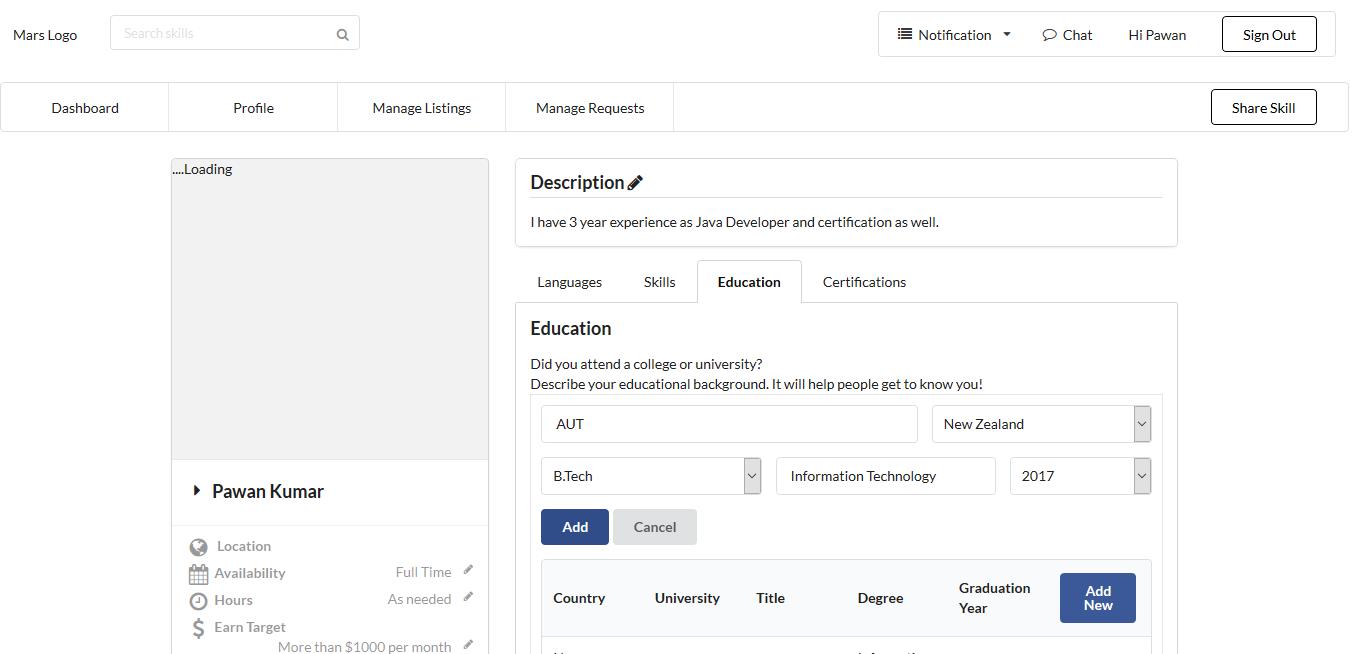 Mars Logo
Search skills
Notification
Chat
Hi Pawan
Sign Out
Dashboard
Profile
Manage Listings
Manage Requests
Share Skill
....Loading
Pawan Kumar
Location
Availability
Full Time
Hours
As needed
Earn Target
More than $1000 per month
Description
I have 3 year experience as Java Developer and certification as well.
Languages
Skills
Education
Certifications
Education
Did you attend a college or university?
Describe your educational background. It will help people get to know you!
AUT
New Zealand
B.Tech
Information Technology
2017
Add
Cancel
Country
University
Title
Degree
Graduation
Year
Add
New